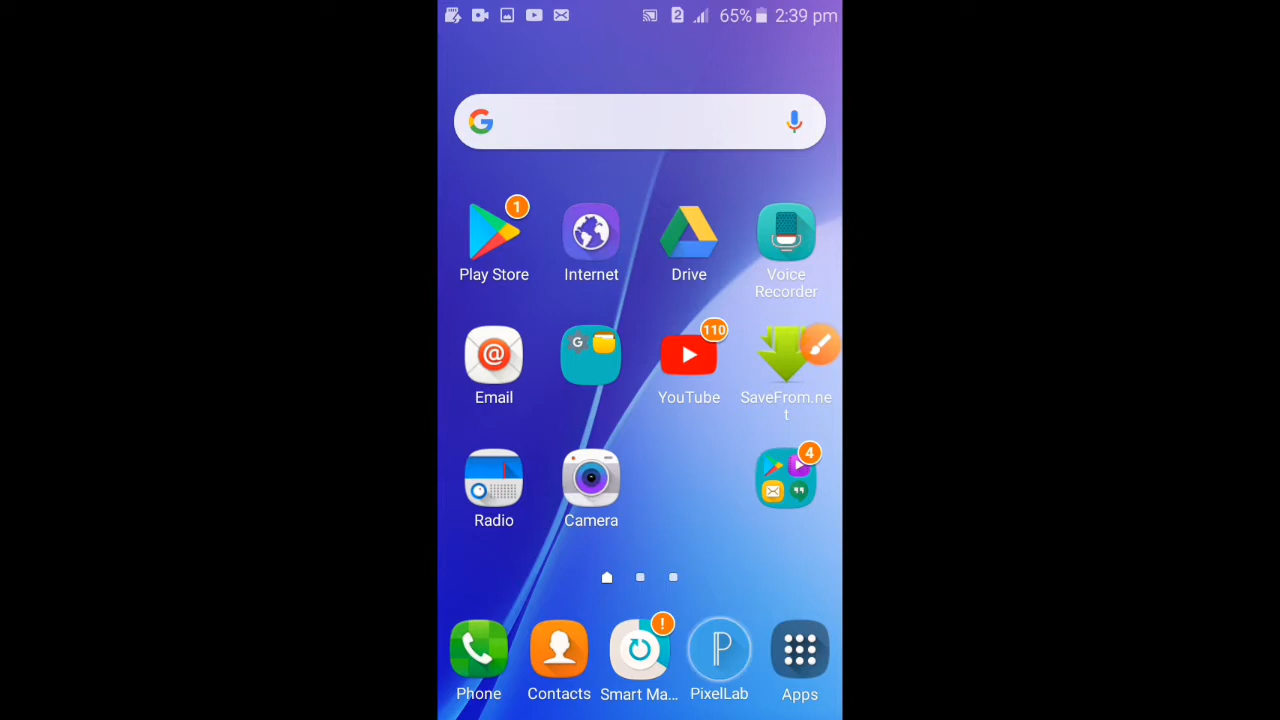 2 65% 2:39 pm
G
1
Play Store Internet Drive Voice
Recorder
G 110
@
Email YouTube SaveFrom.ne
t
4
Radio Camera
!
P
Phone Contacts Smart Ma... PixelLab Apps